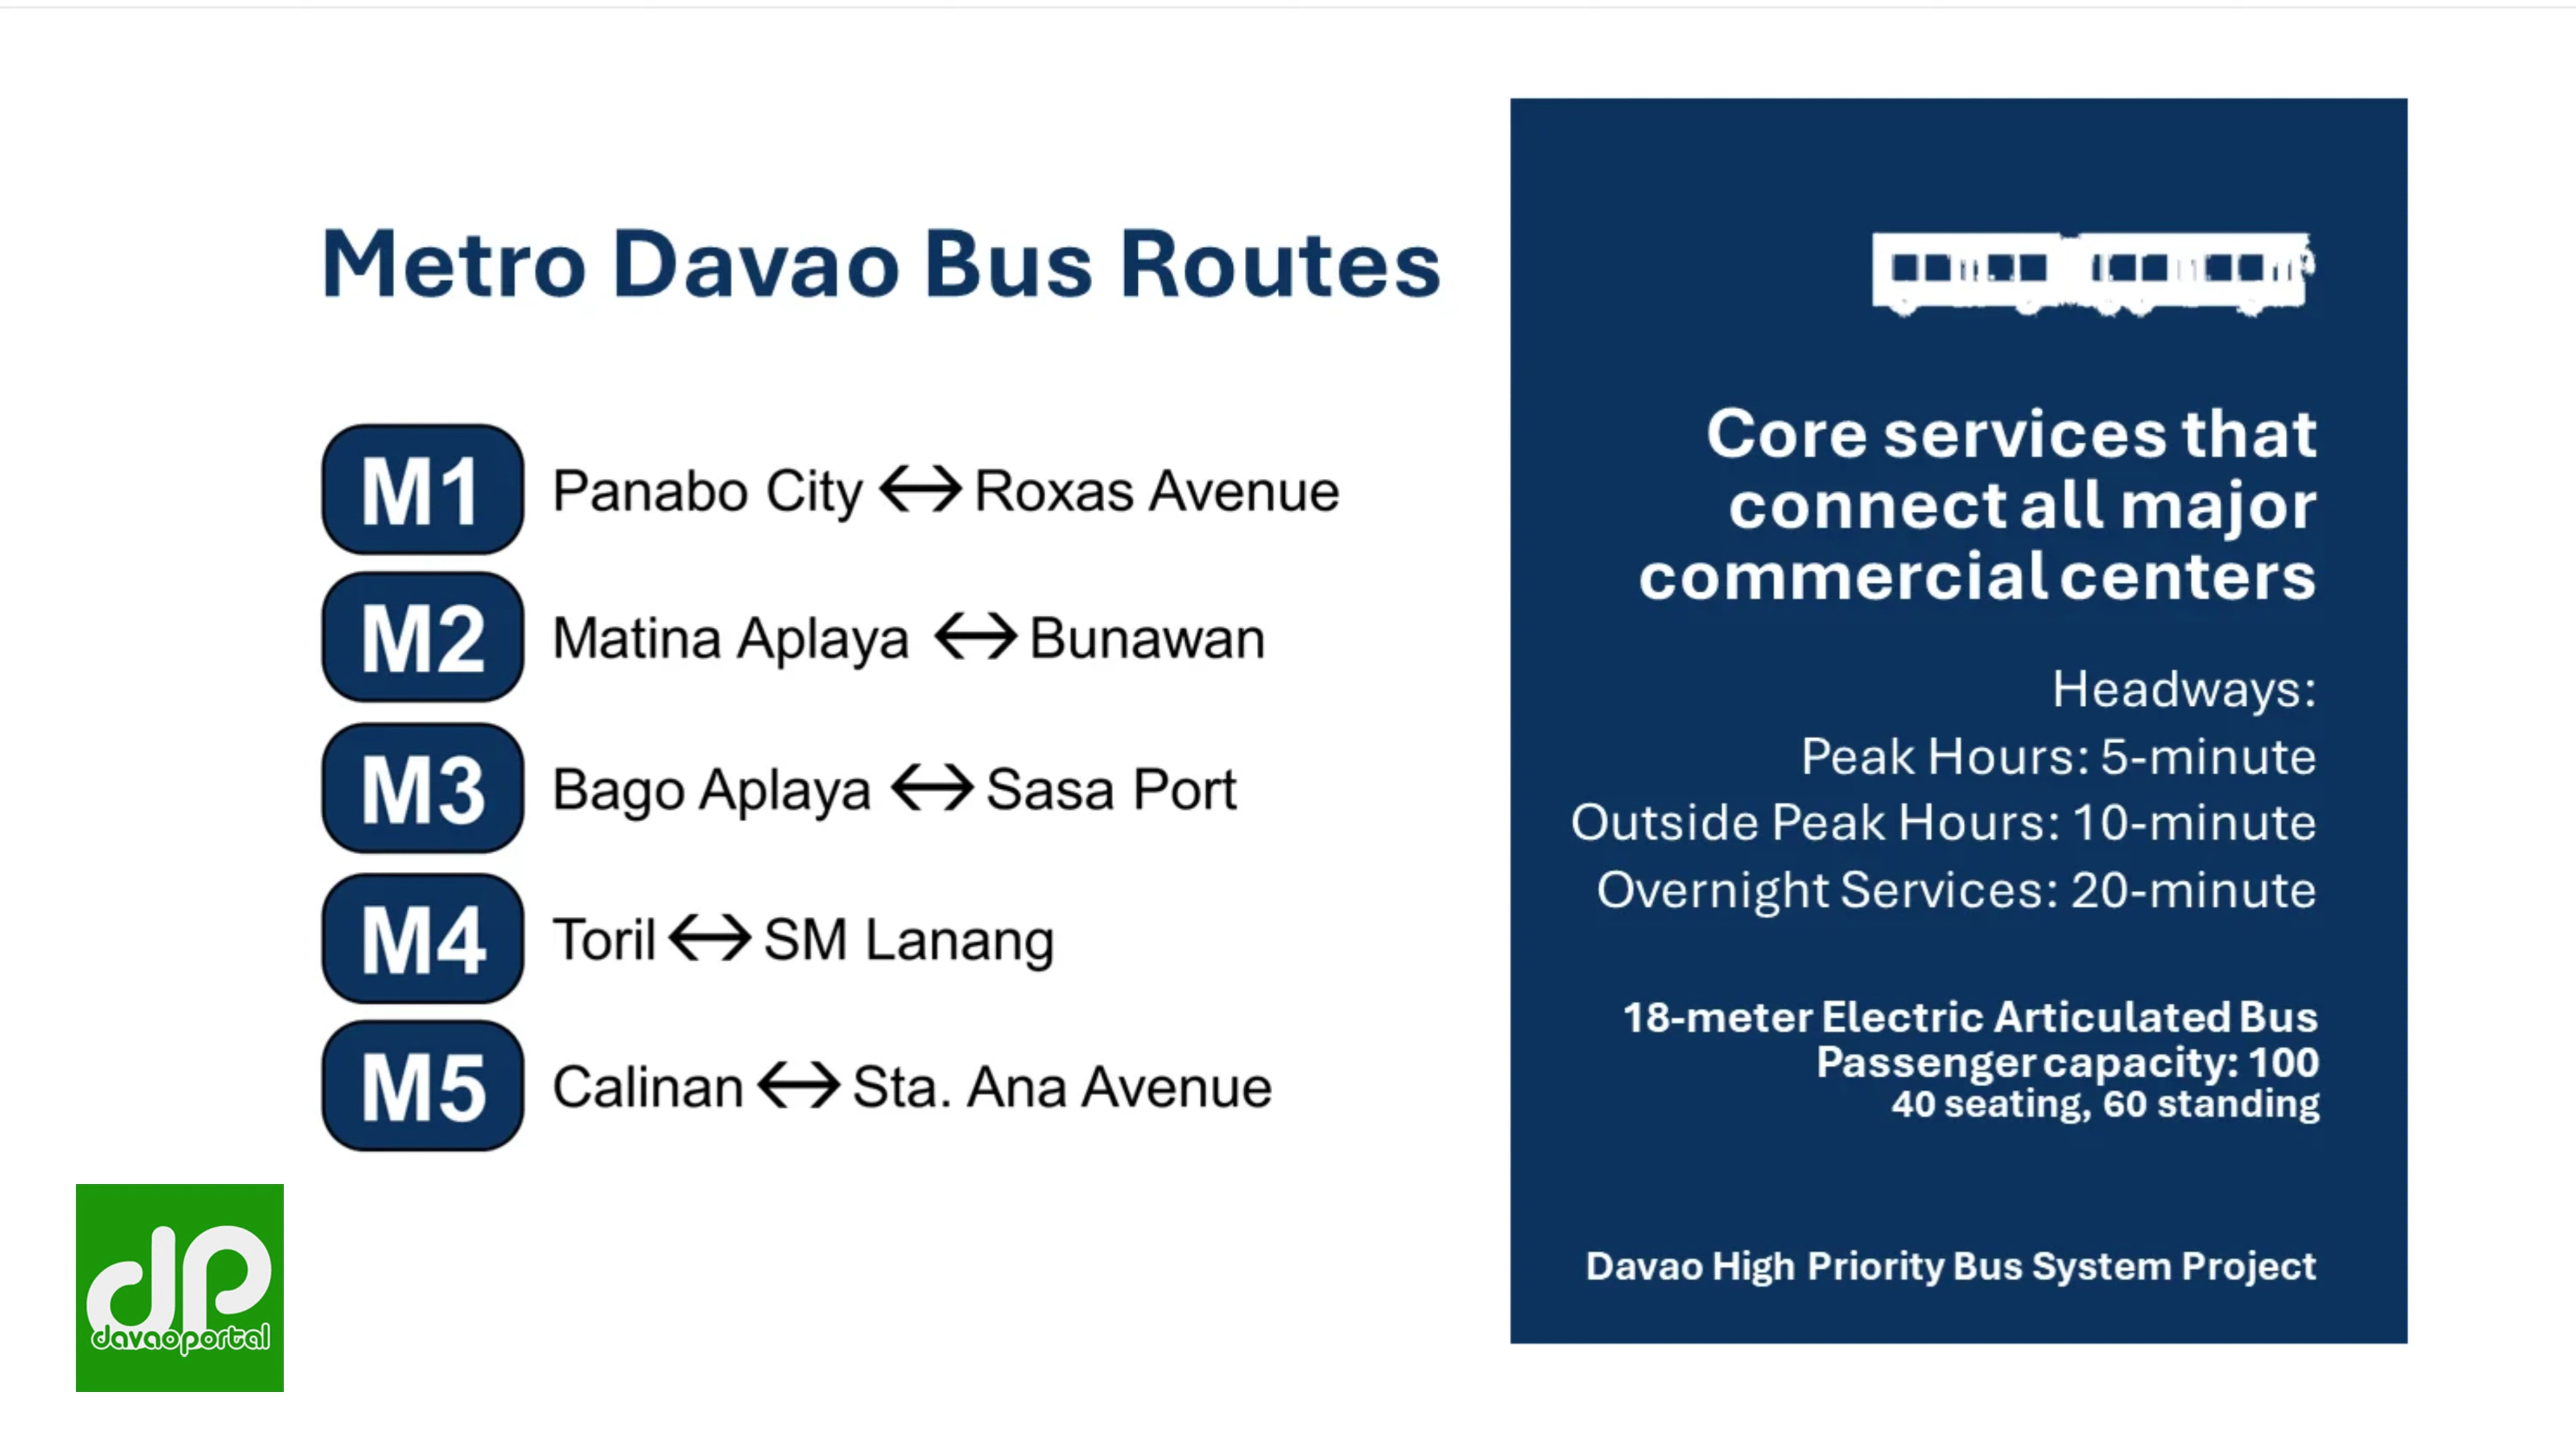 Metro Davao Bus Routes
M1 Panabo City ↔ Roxas Avenue
M2 Matina Aplaya ↔ Bunawan
M3 Bago Aplaya ↔ Sasa Port
M4 Toril ↔ SM Lanang
M5 Calinan ↔ Sta. Ana Avenue
dp
davaoportal
Core services that
connect all major
commercial centers
Headways:
Peak Hours: 5-minute
Outside Peak Hours: 10-minute
Overnight Services: 20-minute
18-meter Electric Articulated Bus
Passenger capacity: 100
40 seating, 60 standing
Davao High Priority Bus System Project